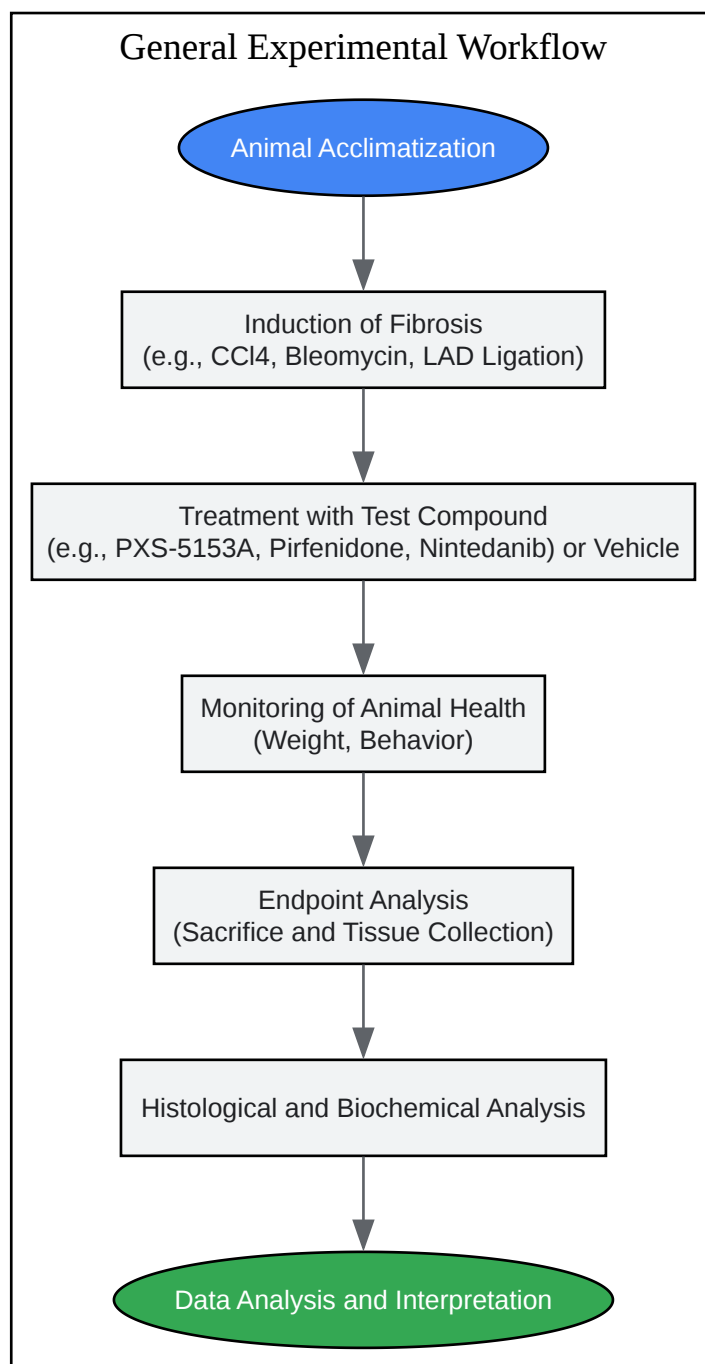 General Experimental Workflow
Animal Acclimatization
Induction of Fibrosis
(e.g., CCl4, Bleomycin, LAD Ligation)
Treatment with Test Compound
(e.g., PXS-5153A, Pirfenidone, Nintedanib) or Vehicle
Monitoring of Animal Health
(Weight, Behavior)
Endpoint Analysis
(Sacrifice and Tissue Collection)
Histological and Biochemical Analysis
Data Analysis and Interpretation